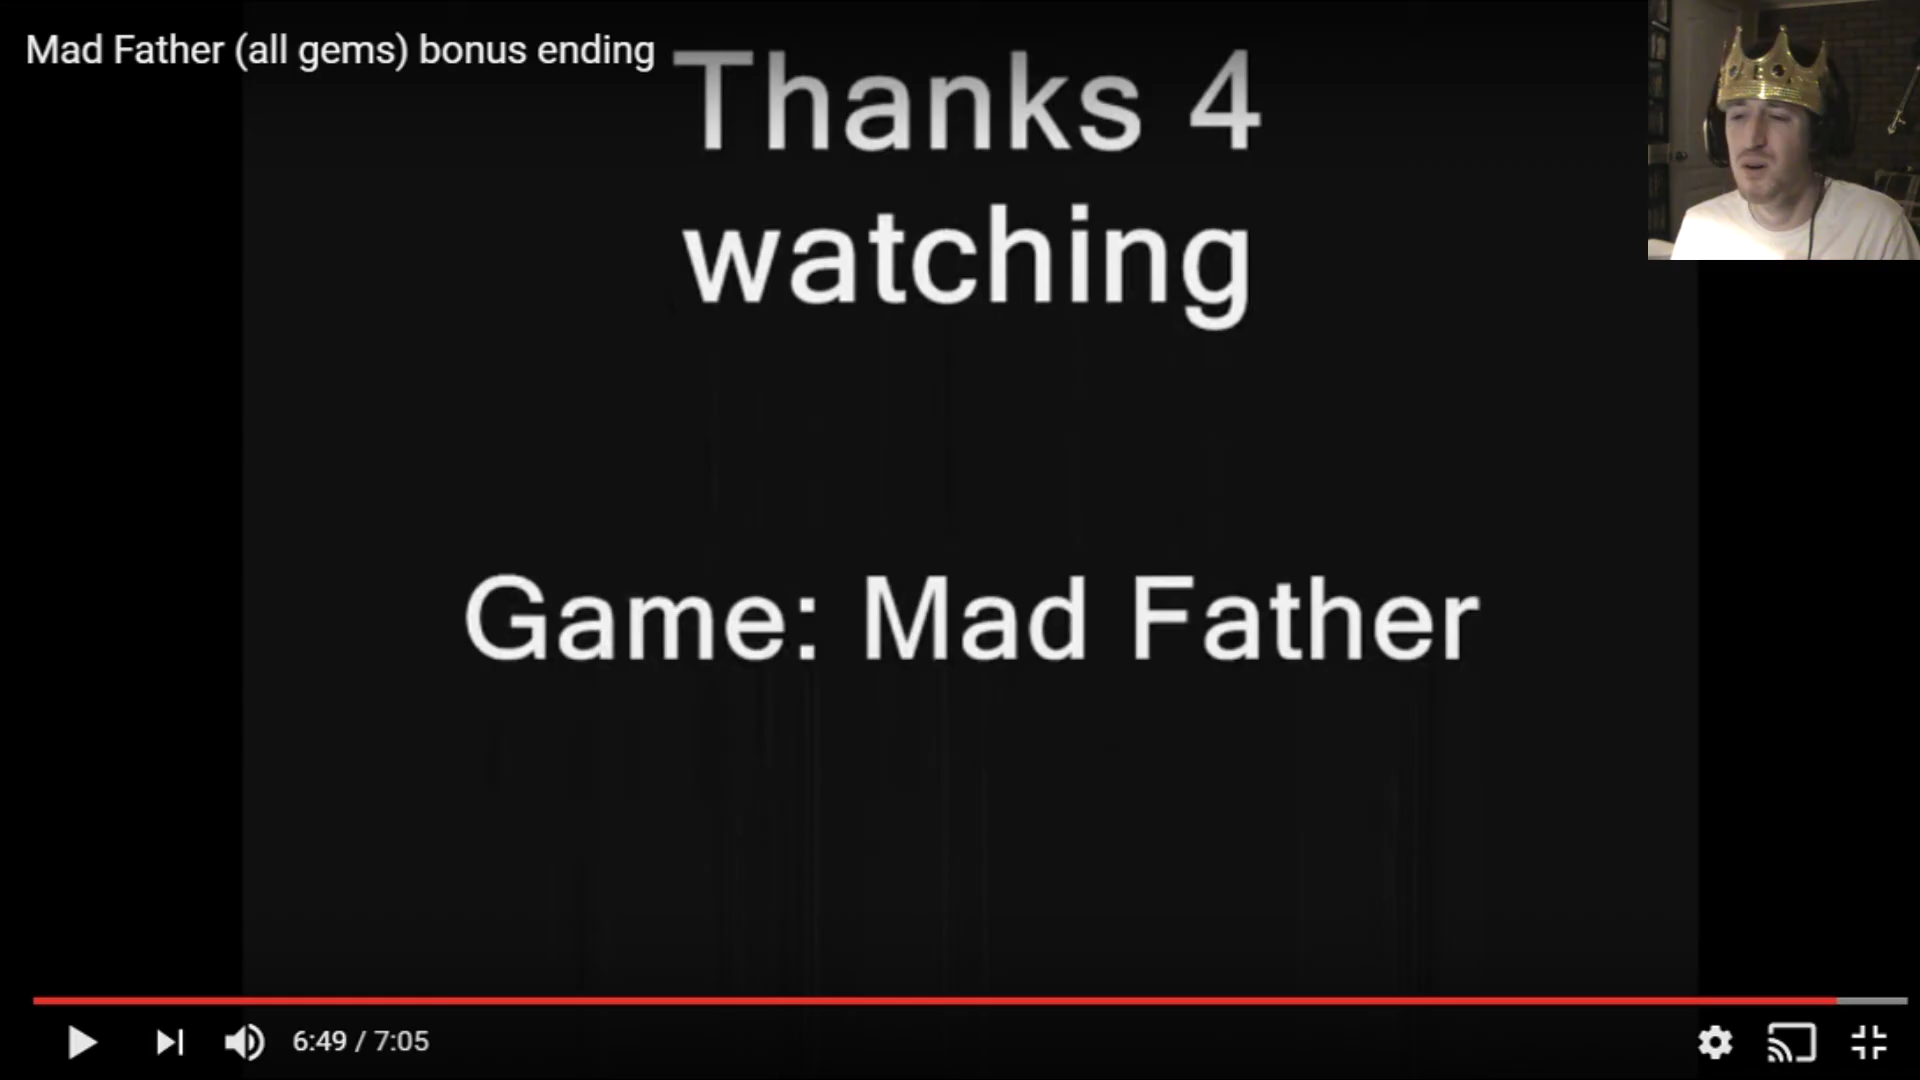 Mad Father (all gems) bonus ending
Thanks 4
watching
Game: Mad Father
6:49 / 7:05